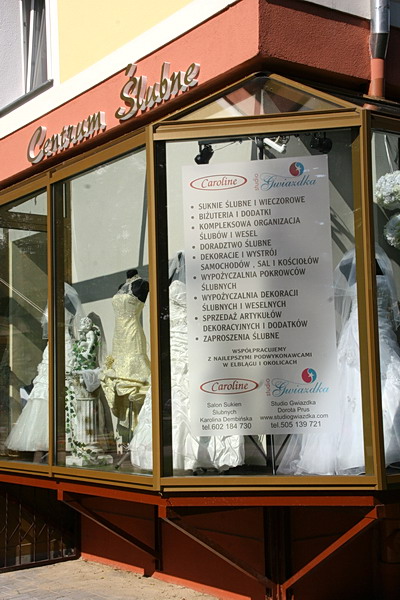 Centrum Ślubne
Caroline studio Gwiazdka
• SUKNIE ŚLUBNE I WIECZOROWE
• BIŻUTERIA I DODATKI
• KOMPLEKSOWA ORGANIZACJA
ŚLUBÓW I WESEL
• DORADZTWO ŚLUBNE
• DEKORACJE I WYSTRÓJ
SAMOCHODÓW , SAL I KOŚCIOŁÓW
• WYPOŻYCZALNIA POKROWCÓW
ŚLUBNYCH
• WYPOŻYCZALNIA DEKORACJI
ŚLUBNYCH I WESELNYCH
• SPRZEDAŻ ARTYKUŁÓW
DEKORACYJNYCH I DODATKÓW
• ZAPROSZENIA ŚLUBNE
WSPÓŁPRACUJEMY
Z NAJLEPSZYMI PODWYKONAWCAMI
W ELBLĄGU I OKOLICACH
Caroline studio Gwiazdka
Salon Sukien
Ślubnych
Karolina Dembińska
tel.602 184 730
Studio Gwiazdka
Dorota Prus
www.studiogwiazdka.com
tel.505 139 721